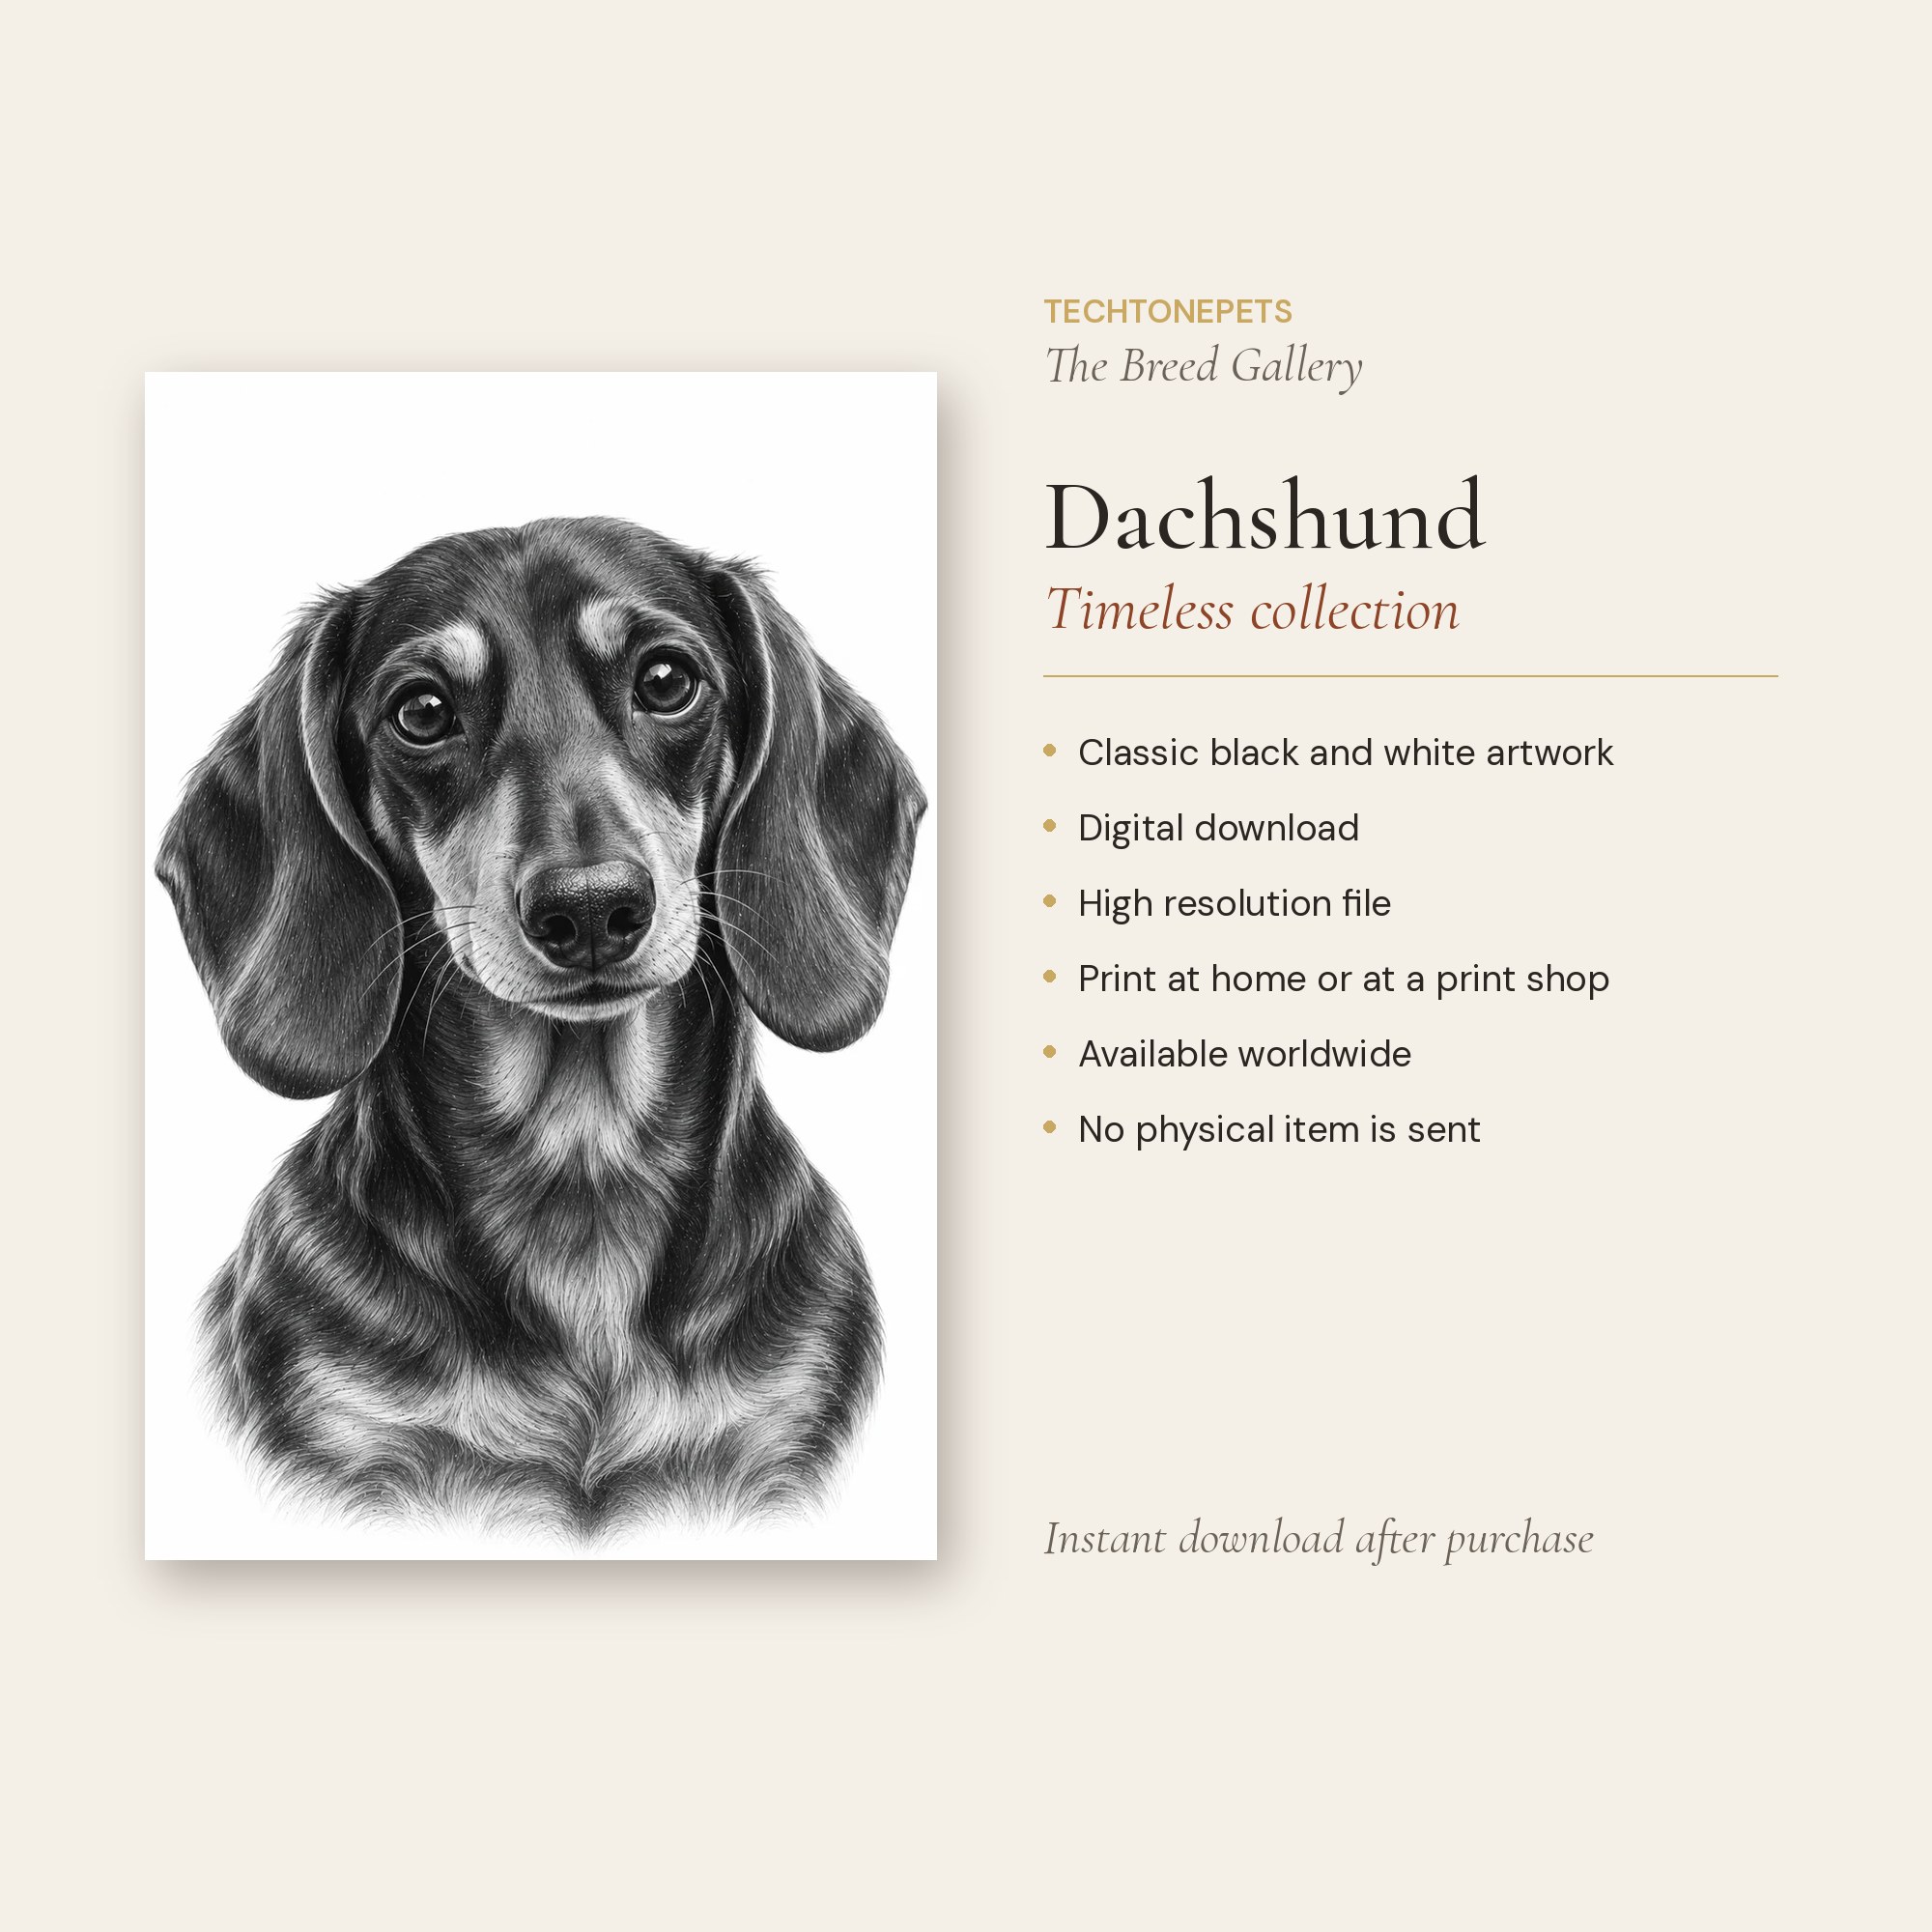 TECHTONEPETS
The Breed Gallery
Dachshund
Timeless collection
Classic black and white artwork
Digital download
High resolution file
Print at home or at a print shop
Available worldwide
No physical item is sent
Instant download after purchase